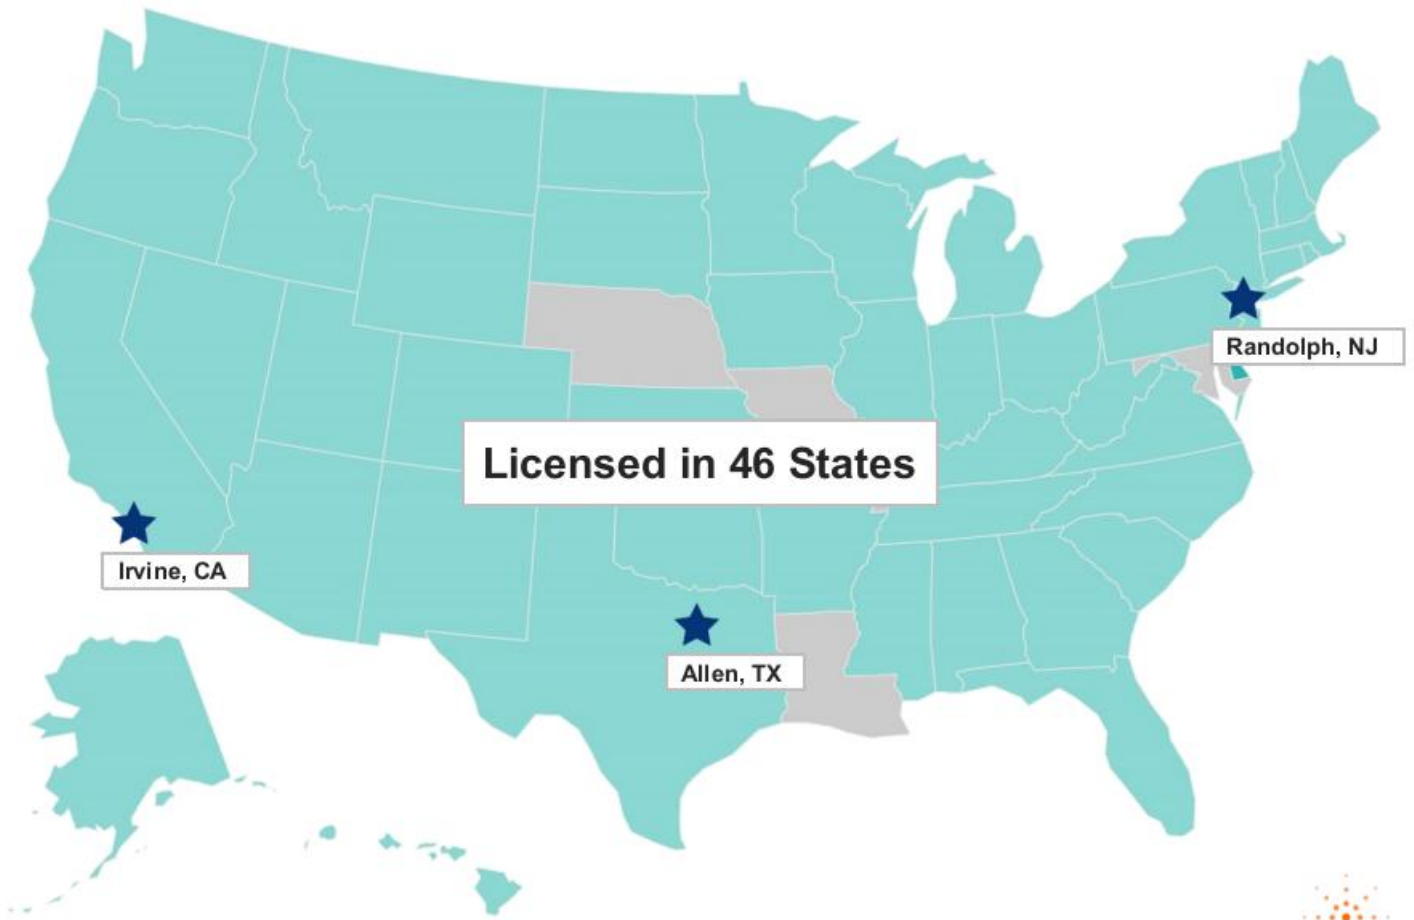 Randolph, NJ
Licensed in 46 States
Irvine, CA
Allen, TX